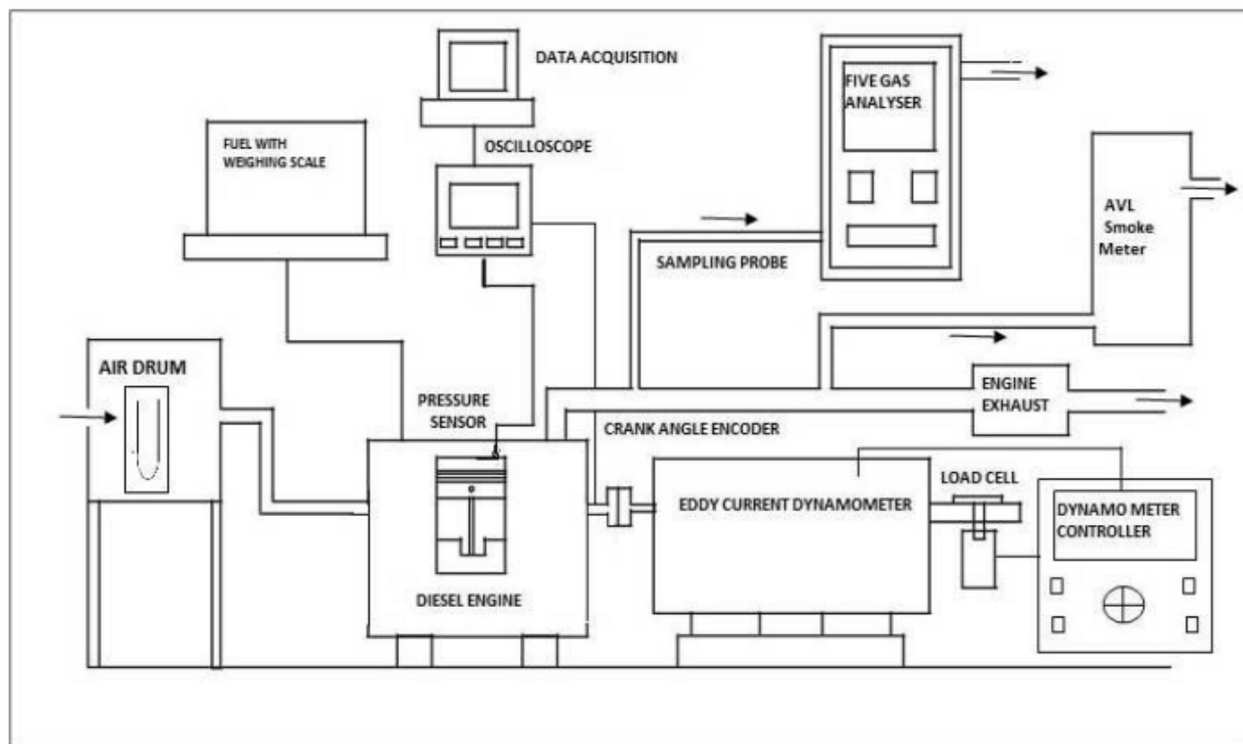 DATA ACQUISITION
FIVE GAS
ANALYSER
FUEL WITH
WEIGHING SCALE
OSCILLOSCOPE
AVL
Smoke
Meter
SAMPLING PROBE
AIR DRUM
ENGINE
EXHAUST
PRESSURE
SENSOR
CRANK ANGLE ENCODER
LOAD CELL
EDDY CURRENT DYNAMOMETER
DYNAMO METER
CONTROLLER
DIESEL ENGINE